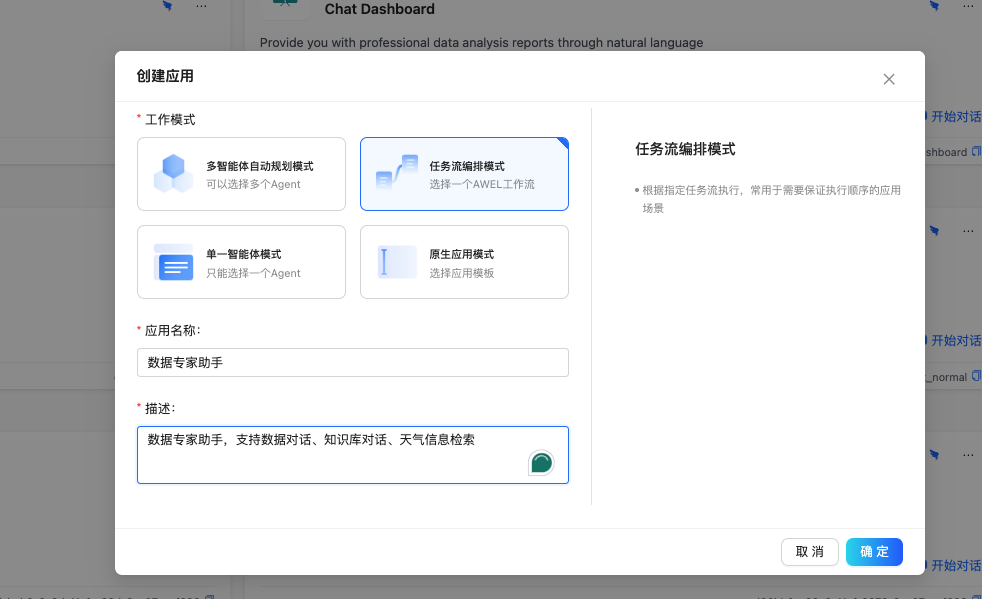 Chat Dashboard
Provide you with professional data analysis reports through natural language
创建应用
* 工作模式
多智能体自动规划模式
可以选择多个Agent
任务流编排模式
选择一个AWEL工作流
单一智能体模式
只能选择一个Agent
原生应用模式
选择应用模板
* 应用名称:
数据专家助手
* 描述:
数据专家助手，支持数据对话、知识库对话、天气信息检索
任务流编排模式
• 根据指定任务流执行，常用于需要保证执行顺序的应用
场景
取 消
确 定
开始对话
shboard
开始对话
_normal
开始对话